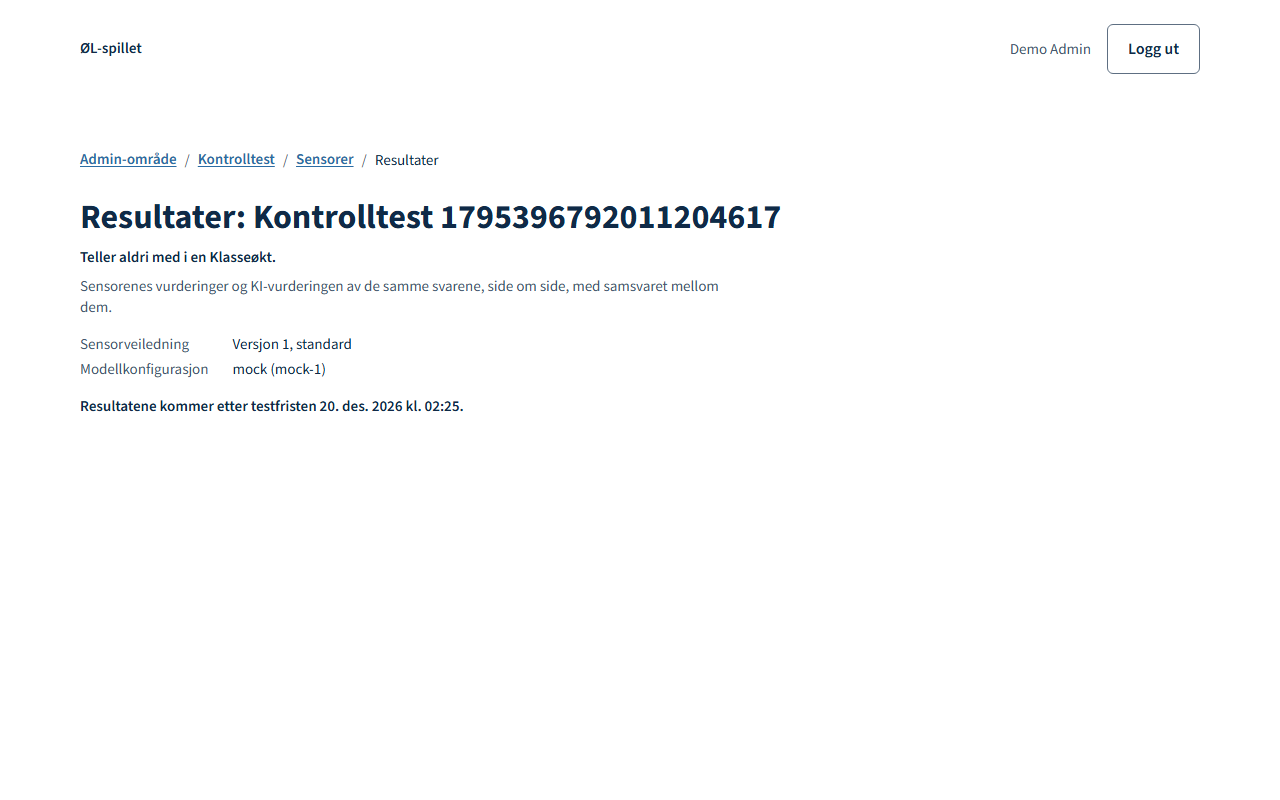 ØL-spillet
Demo Admin
Logg ut
Admin-område / Kontrolltest / Sensorer / Resultater
Resultater: Kontrolltest 1795396792011204617
Teller aldri med i en Klasseøkt.
Sensorenes vurderinger og KI-vurderingen av de samme svarene, side om side, med samsvaret mellom
dem.
Sensorveiledning Versjon 1, standard
Modellkonfigurasjon mock (mock-1)
Resultatene kommer etter testfristen 20. des. 2026 kl. 02:25.